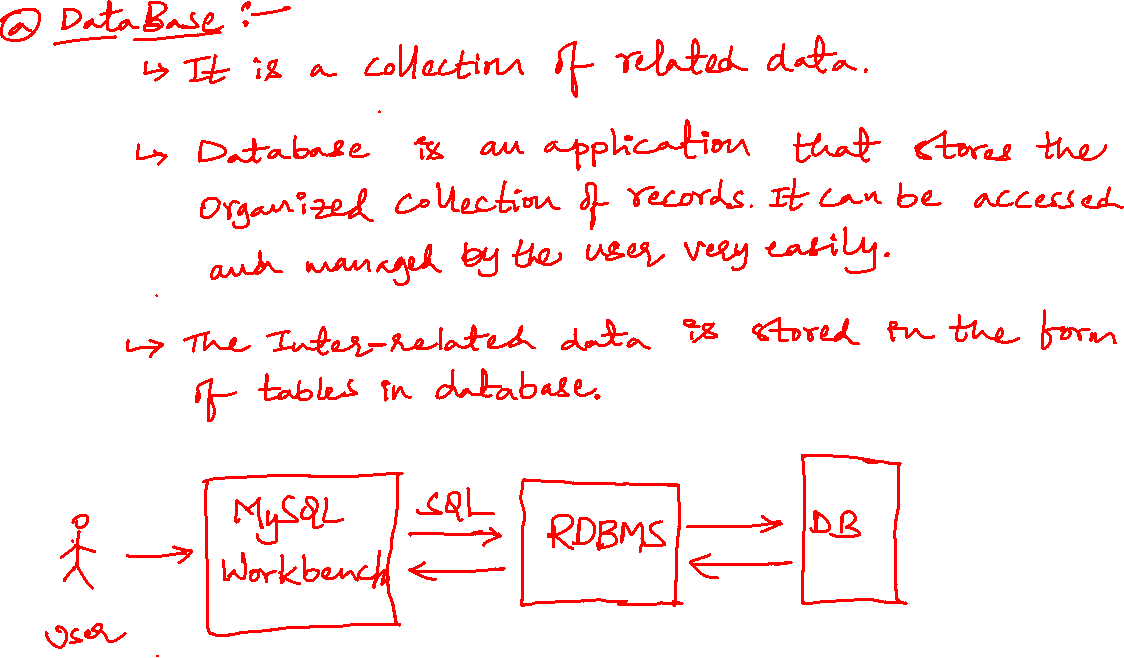 ⓐ DataBase :-
↳ It is a collection of related data.
↳ Database is an application that stores the
organized collection of records. It can be accessed
and managed by the user very easily.
↳ The Inter-related data is stored in the form
of tables in database.
MySQL
Workbench
SQL
RDBMS
DB
User